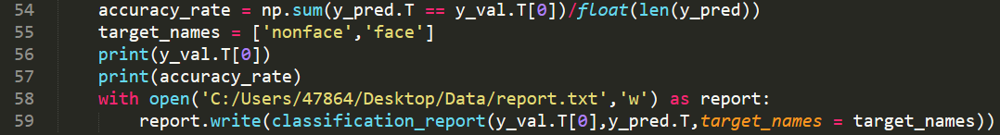 54 accuracy_rate = np.sum(y_pred.T == y_val.T[0])/float(len(y_pred))
55 target_names = ['nonface','face']
56 print(y_val.T[0])
57 print(accuracy_rate)
58 with open('C:/Users/47864/Desktop/Data/report.txt','w') as report:
59 report.write(classification_report(y_val.T[0],y_pred.T,target_names = target_names))